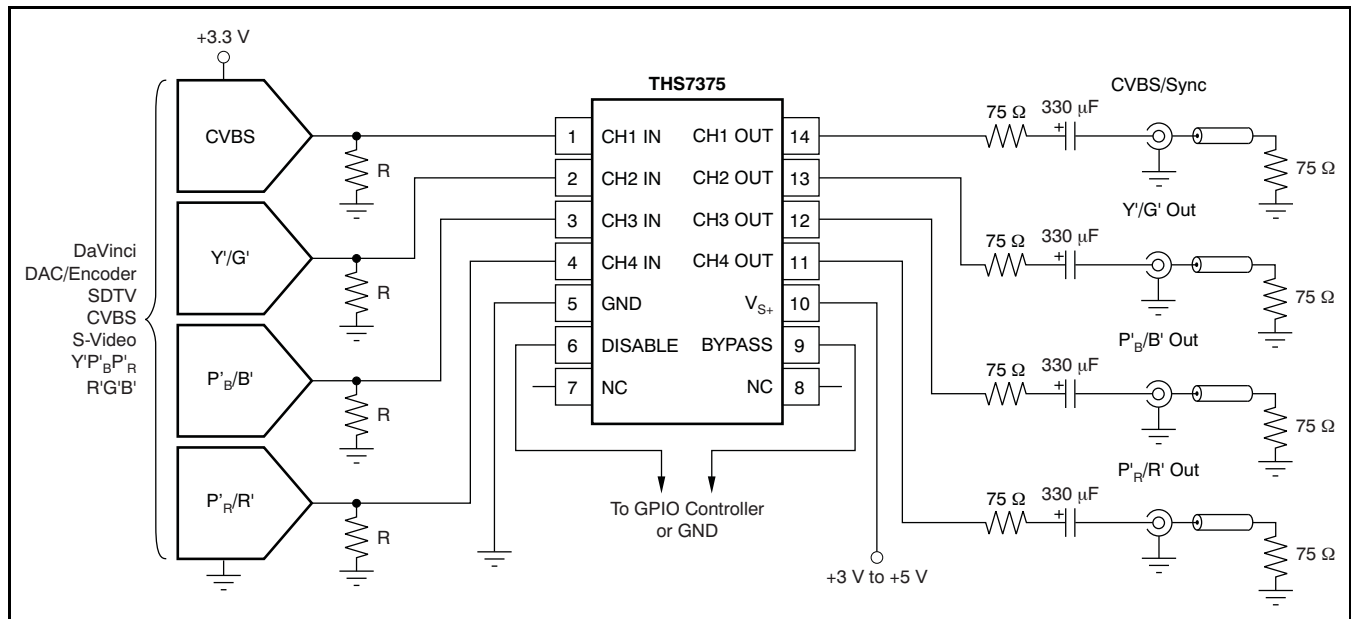 +3.3 V
CVBS
R
Y'/G'
R
P'B/B'
R
P'R/R'
R
DaVinci
DAC/Encoder
SDTV
CVBS
S-Video
Y'P'BP'R
R'G'B'
THS7375
1 CH1 IN CH1 OUT 14
2 CH2 IN CH2 OUT 13
3 CH3 IN CH3 OUT 12
4 CH4 IN CH4 OUT 11
5 GND VS+ 10
6 DISABLE BYPASS 9
7 NC NC 8
To GPIO Controller
or GND
+3 V to +5 V
CVBS/Sync
75 Ω 330 µF
+
75 Ω
Y'/G' Out
75 Ω 330 µF
+
75 Ω
P'B/B' Out
75 Ω 330 µF
+
75 Ω
P'R/R' Out
75 Ω 330 µF
+
75 Ω